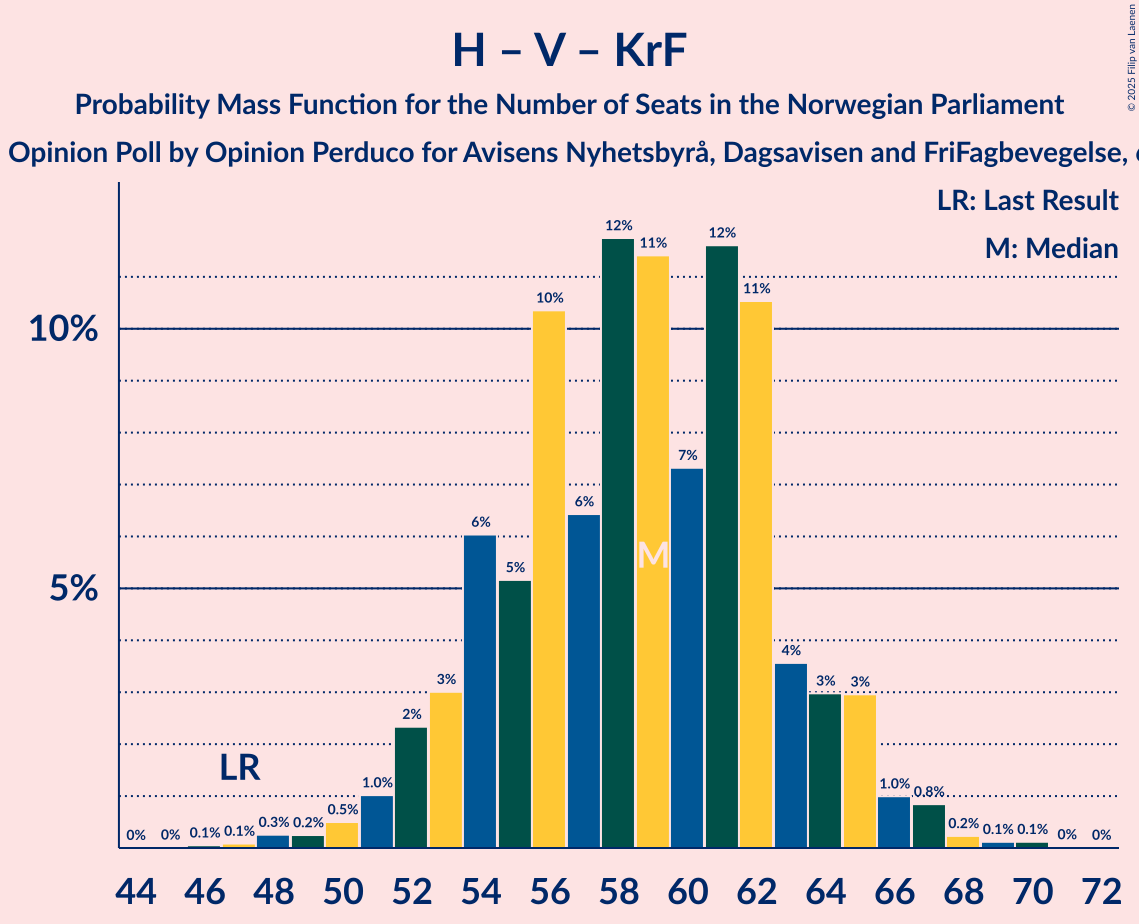 H – V – KrF
Probability Mass Function for the Number of Seats in the Norwegian Parliament
Opinion Poll by Opinion Perduco for Avisens Nyhetsbyrå, Dagsavisen and FriFagbevegelse,
© 2025 Filip van Laenen
LR: Last Result
M: Median
10%
5%
0% 0% 0.1% 0.1% 0.3% 0.2% 0.5% 1.0% 2% 3% 6% 5% 10% 6% 12% 11% 7% 12% 11% 4% 3% 3% 1.0% 0.8% 0.2% 0.1% 0.1% 0% 0%
LR
M
44 46 48 50 52 54 56 58 60 62 64 66 68 70 72